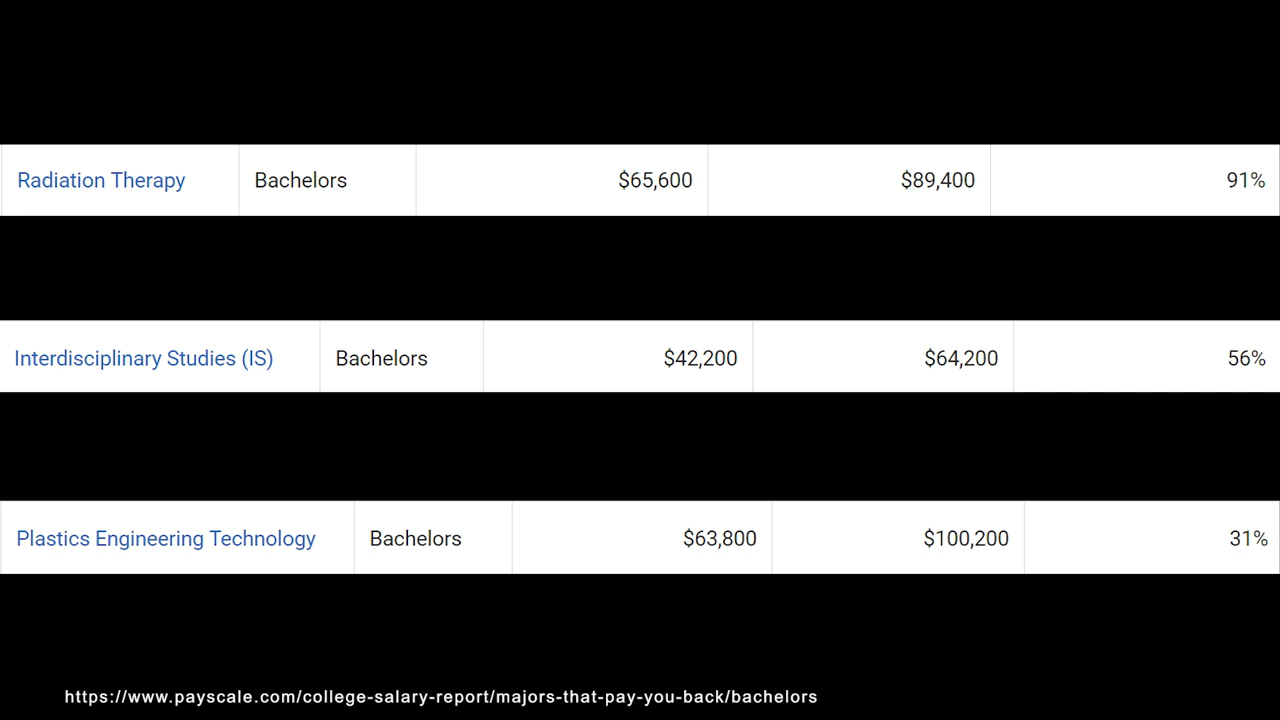 Radiation Therapy Bachelors $65,600 $89,400 91%
Interdisciplinary Studies (IS) Bachelors $42,200 $64,200 56%
Plastics Engineering Technology Bachelors $63,800 $100,200 31%
https://www.payscale.com/college-salary-report/majors-that-pay-you-back/bachelors